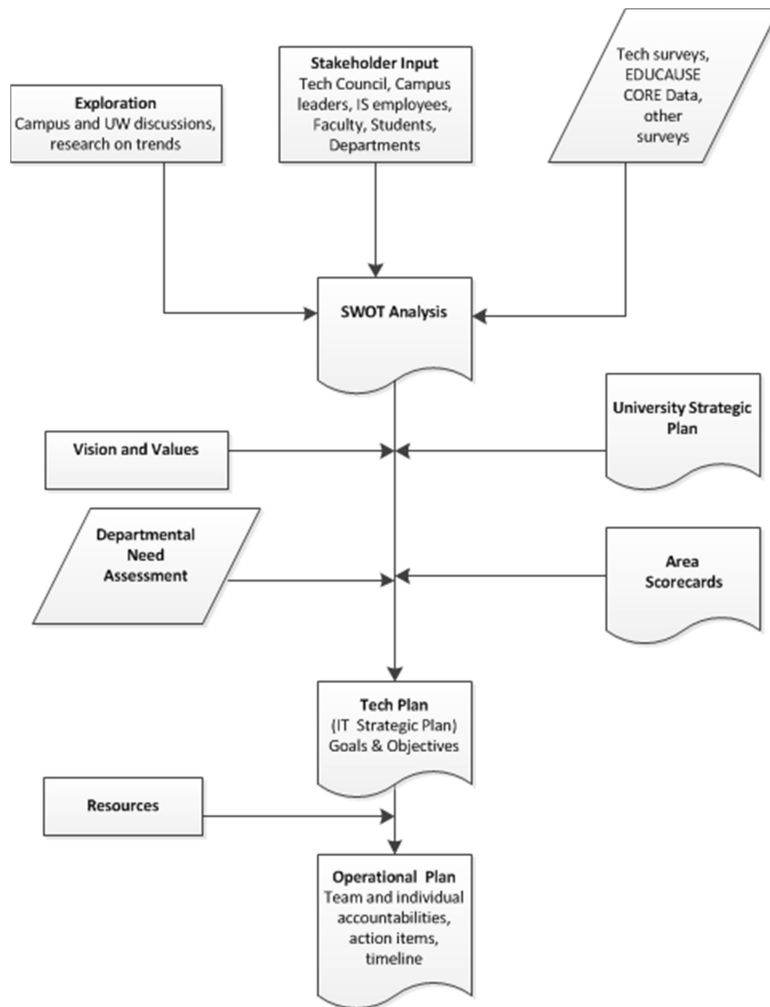 Exploration
Campus and UW discussions,
research on trends
Stakeholder Input
Tech Council, Campus
leaders, IS employees,
Faculty, Students,
Departments
Tech surveys,
EDUCAUSE
CORE Data,
other
surveys
SWOT Analysis
Vision and Values
University Strategic
Plan
Departmental
Need
Assessment
Area
Scorecards
Tech Plan
(IT Strategic Plan)
Goals & Objectives
Resources
Operational Plan
Team and individual
accountabilities,
action items,
timeline